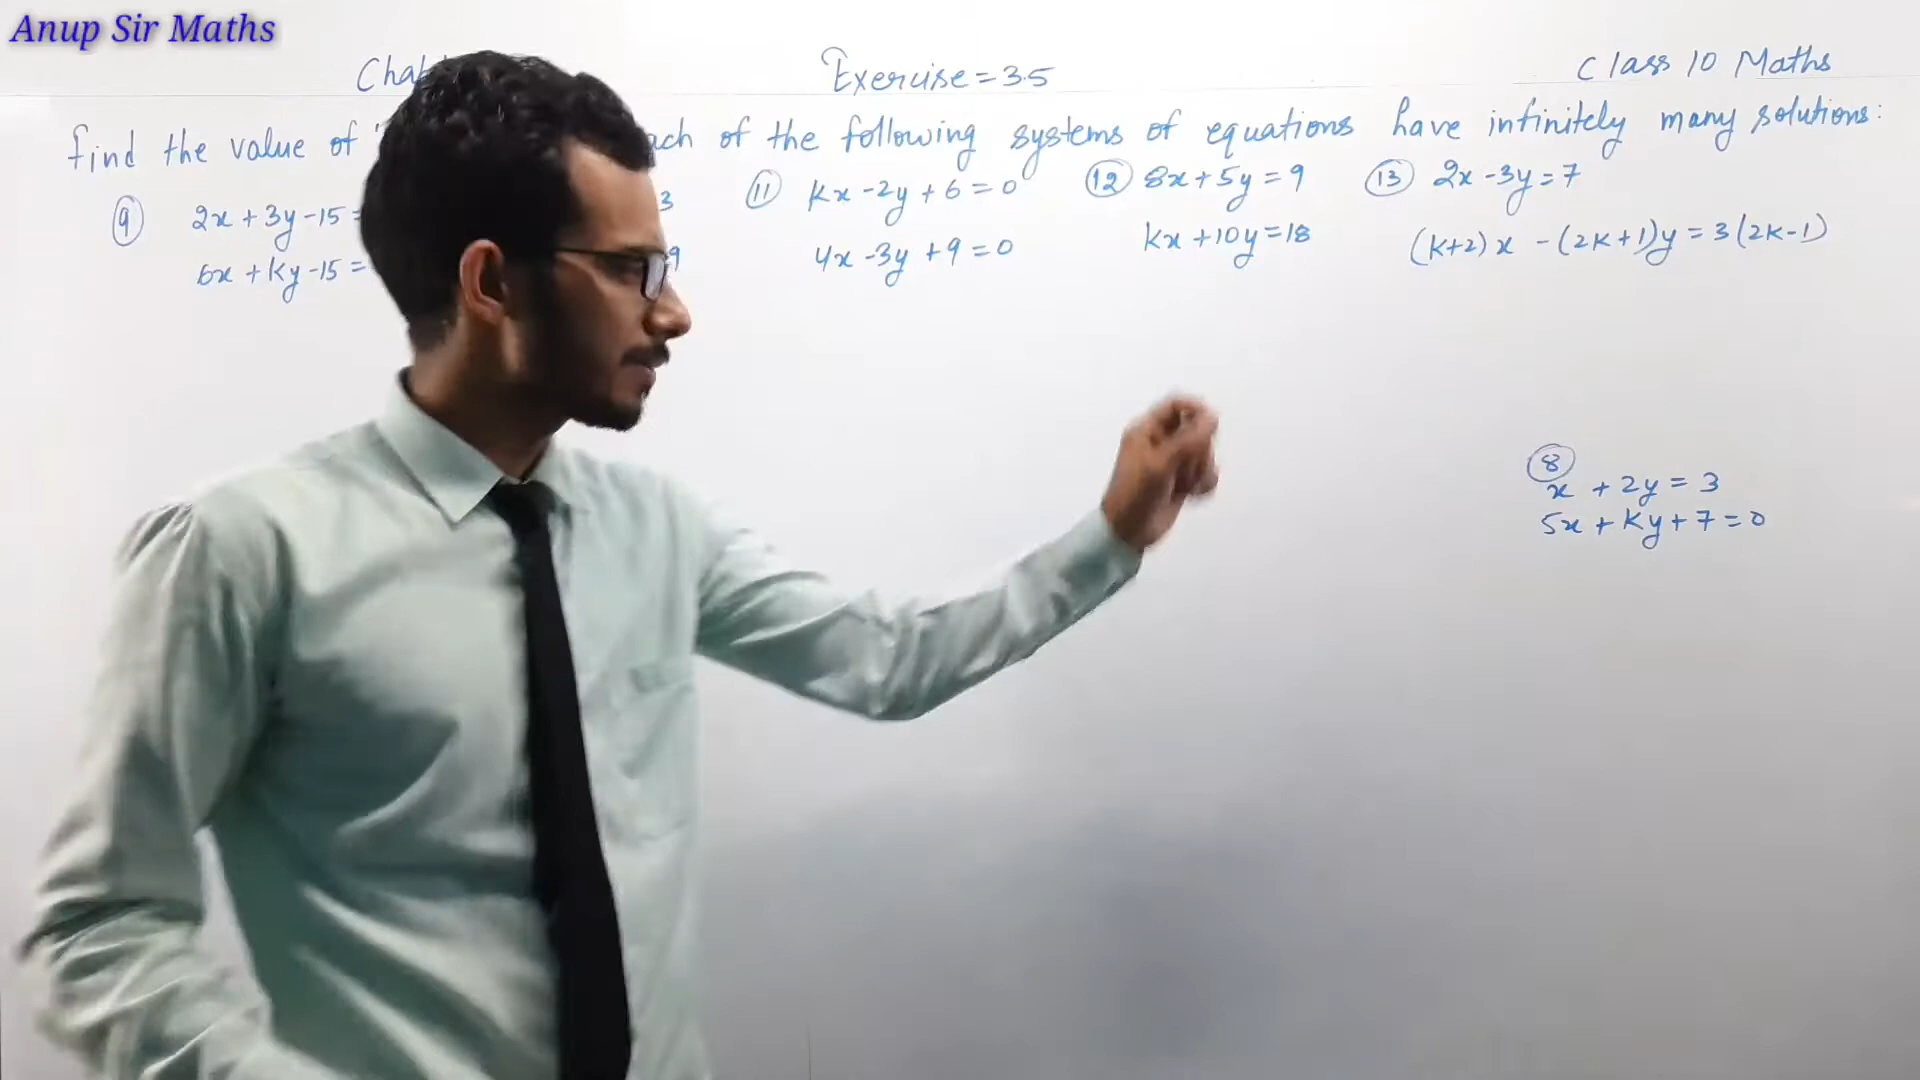 Anup Sir Maths
Exercise = 3.5
Class 10 Maths
find the value of
of the following systems of equations have infinitely many solutions:
9
2x + 3y - 15 =
6x + Ky - 15 =
3
9
11
Kx - 2y + 6 = 0
4x - 3y + 9 = 0
12
8x + 5y = 9
Kx + 10y = 18
13
2x - 3y = 7
(K+2)x - (2K+1)y = 3(2K-1)
8
x + 2y = 3
5x + Ky + 7 = 0